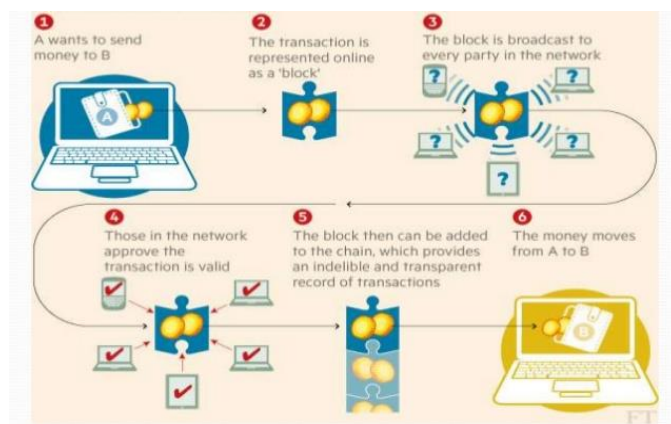 1
A wants to send
money to B
A
2
The transaction is
represented online
as a 'block'
3
The block is broadcast to
every party in the network
?
?
?
?
?
4
Those in the network
approve the
transaction is valid
5
The block then can be added
to the chain, which provides
an indelible and transparent
record of transactions
6
The money moves
from A to B
B
FT